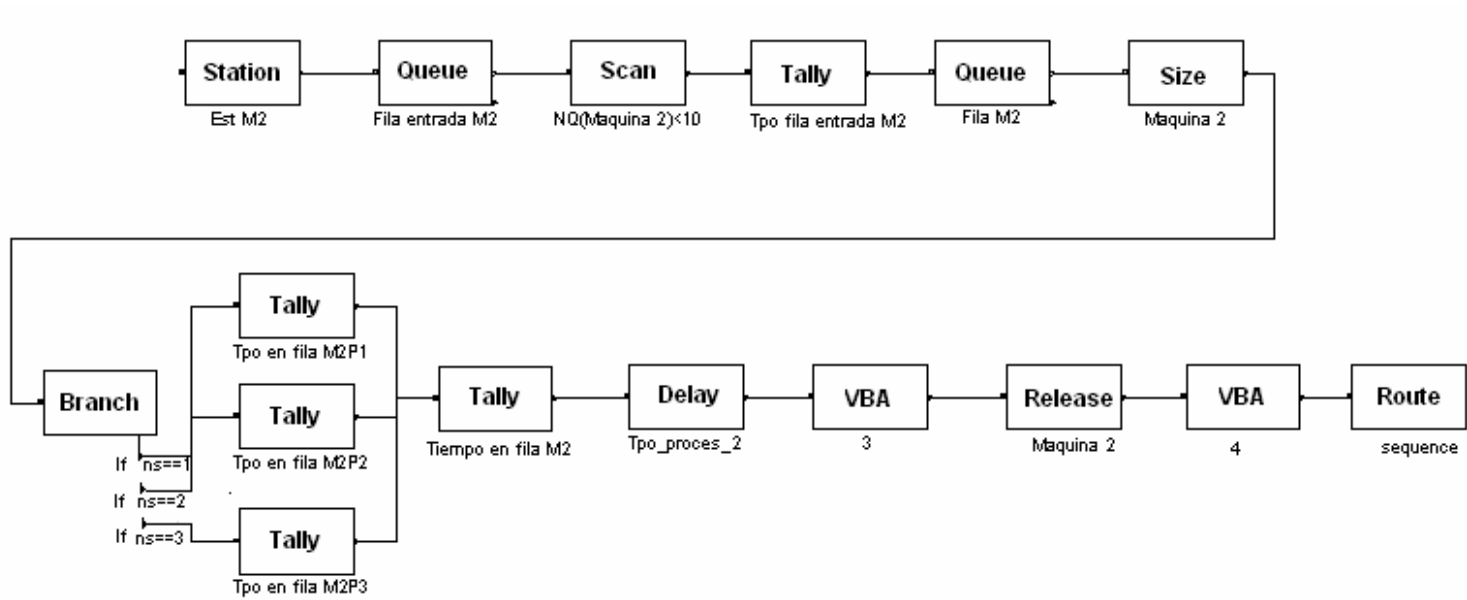 Station
Queue
Scan
Tally
Queue
Size
Est M2
Fila entrada M2
NQ(Maquina 2)<10
Tpo fila entrada M2
Fila M2
Maquina 2
Tally
Tpo en fila M2P1
Branch
Tally
Tally
Delay
VBA
Release
VBA
Route
If ns==1
Tpo en fila M2P2
Tiempo en fila M2
Tpo_proces_2
3
Maquina 2
4
sequence
If ns==2
If ns==3
Tally
Tpo en fila M2P3